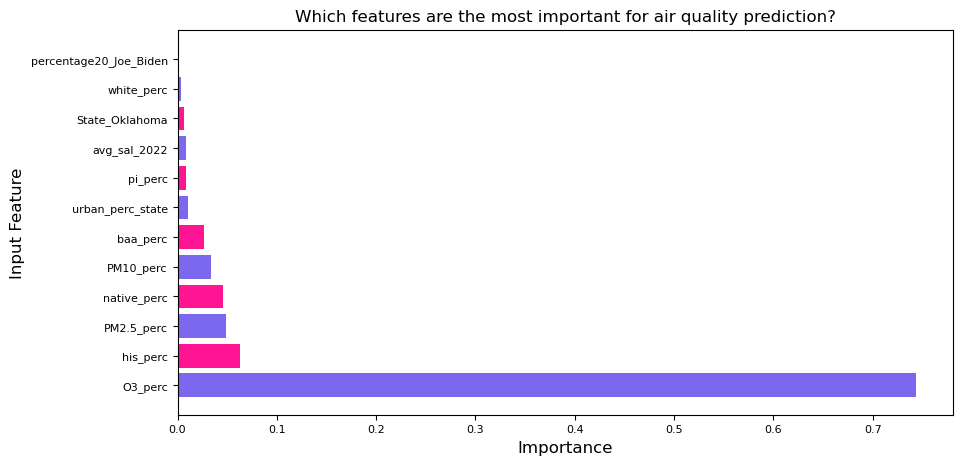 Which features are the most important for air quality prediction?
percentage20_Joe_Biden
white_perc
State_Oklahoma
avg_sal_2022
pi_perc
urban_perc_state
baa_perc
PM10_perc
native_perc
PM2.5_perc
his_perc
O3_perc
Input Feature
0.0 0.1 0.2 0.3 0.4 0.5 0.6 0.7
Importance